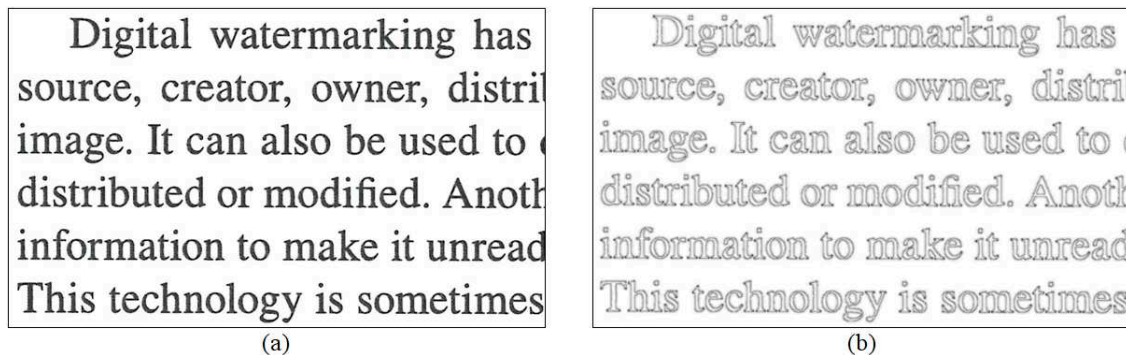 Digital watermarking has
source, creator, owner, distrib
image. It can also be used to
distributed or modified. Anoth
information to make it unread
This technology is sometimes
(a)
Digital watermarking has
source, creator, owner, distrib
image. It can also be used to
distributed or modified. Anoth
information to make it unread
This technology is sometimes
(b)